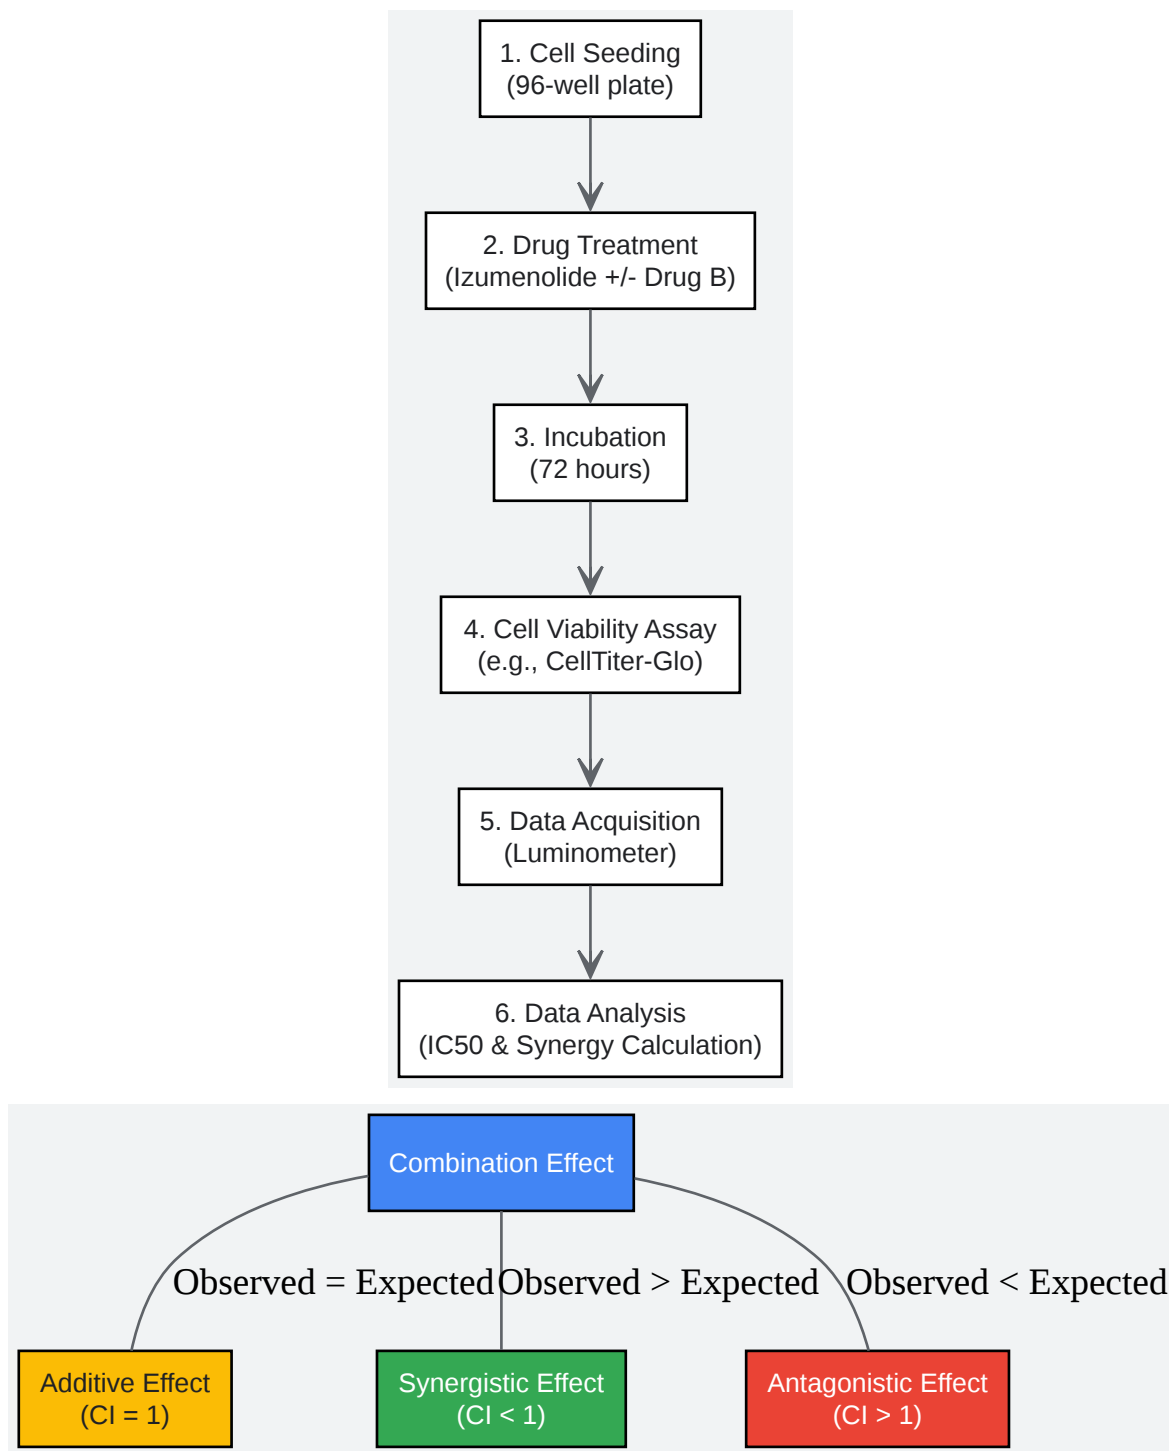 1. Cell Seeding
(96-well plate)
2. Drug Treatment
(Izumenolide +/- Drug B)
3. Incubation
(72 hours)
4. Cell Viability Assay
(e.g., CellTiter-Glo)
5. Data Acquisition
(Luminometer)
6. Data Analysis
(IC50 & Synergy Calculation)
Combination Effect
Observed = Expected
Observed > Expected
Observed < Expected
Additive Effect
(CI = 1)
Synergistic Effect
(CI < 1)
Antagonistic Effect
(CI > 1)